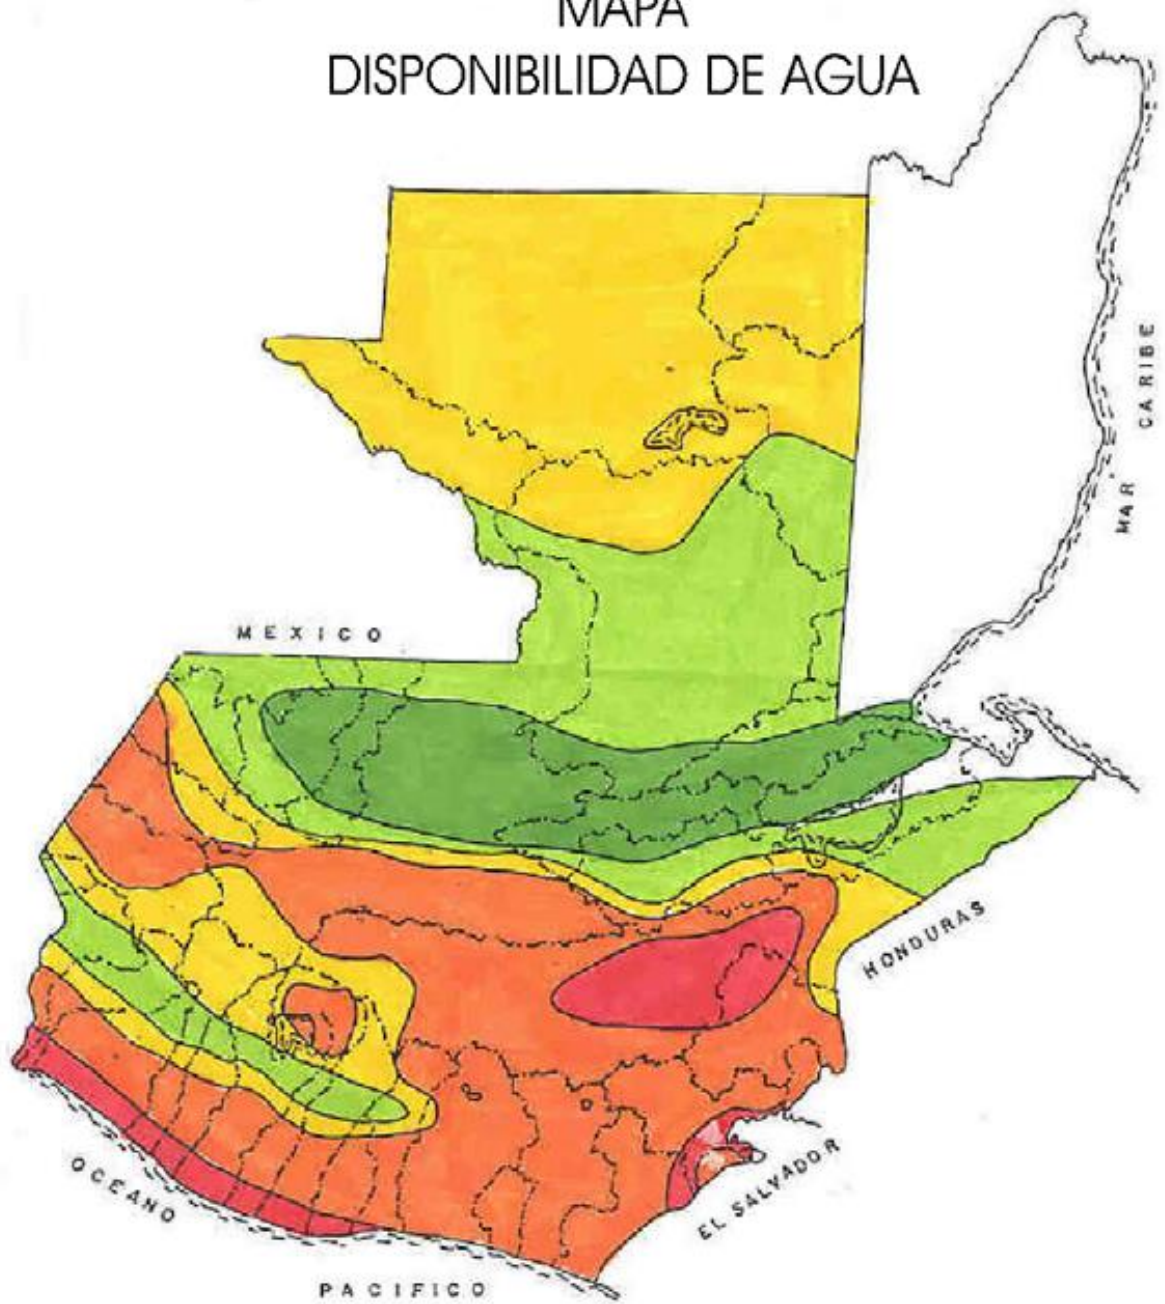 MAPA
DISPONIBILIDAD DE AGUA
MAR CARIBE
MEXICO
HONDURAS
EL SALVADOR
OCEANO
PACIFICO